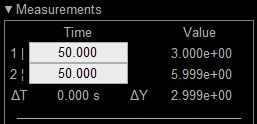 ▼ Measurements
Time Value
1 ¦ 50.000 3.000e+00
2 ¦ 50.000 5.999e+00
ΔT 0.000 s ΔY 2.999e+00